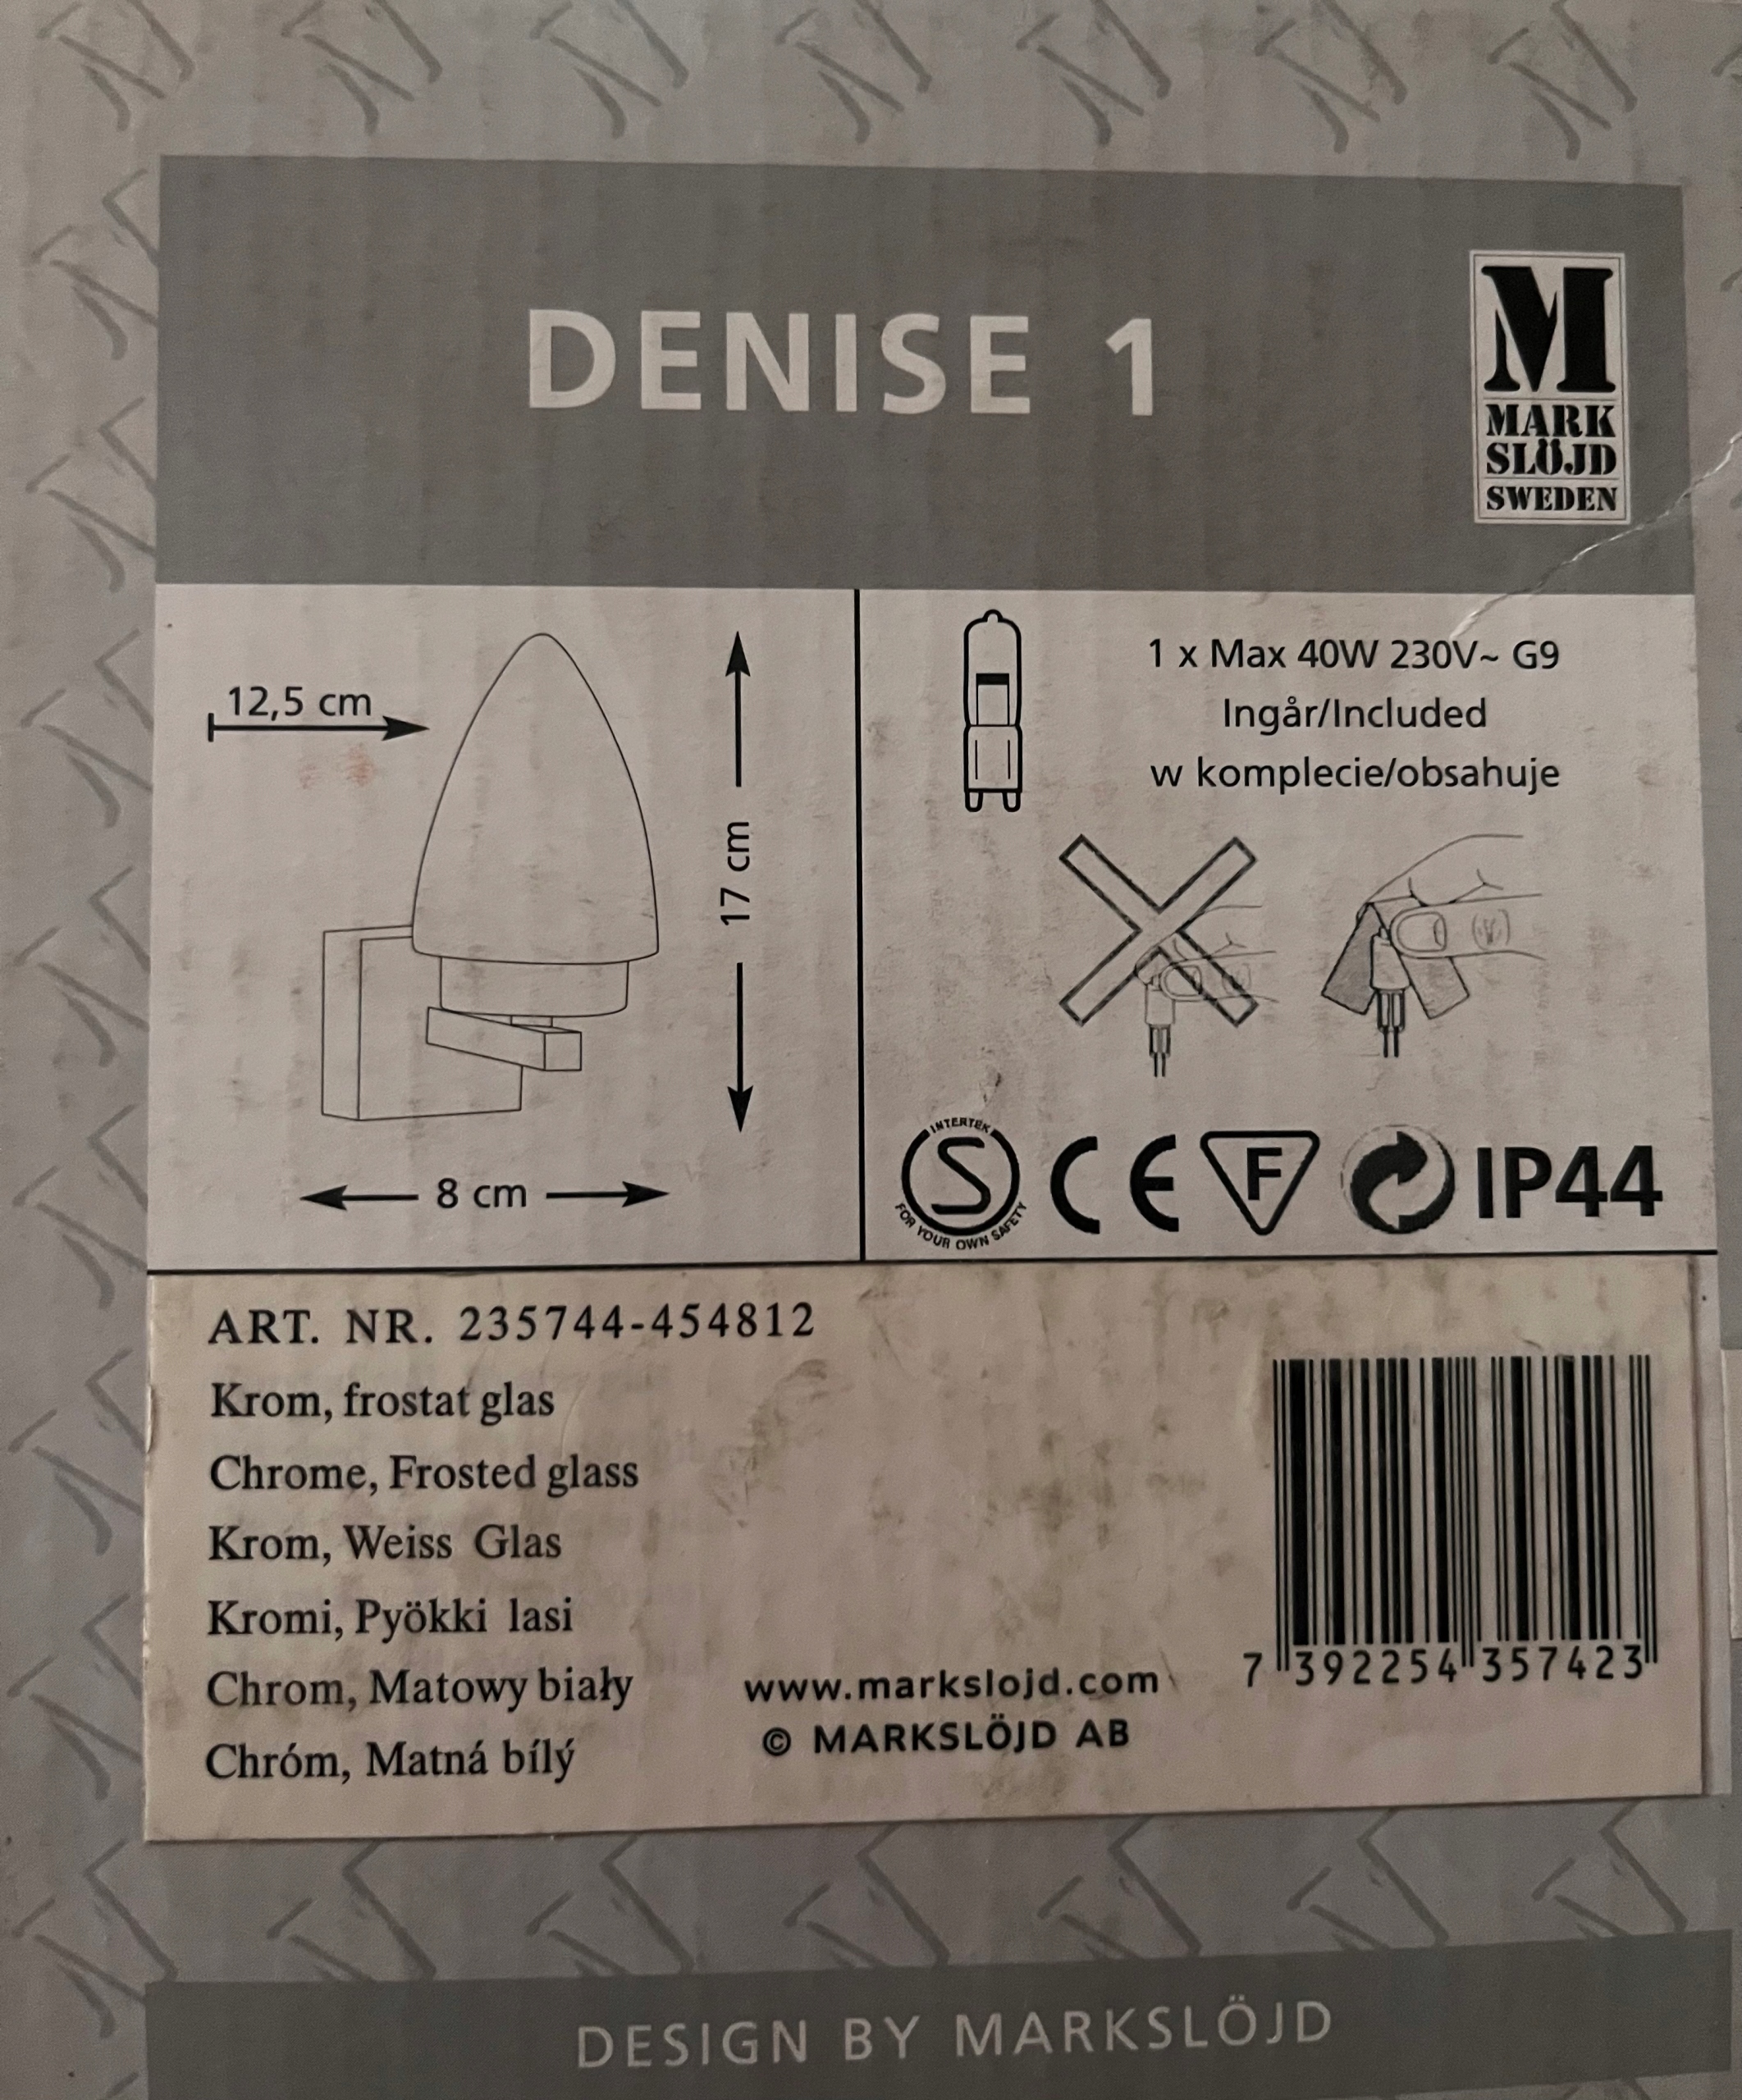 DENISE 1
M
MARK
SLÖJD
SWEDEN
12,5 cm
17 cm
8 cm
1 x Max 40W 230V~ G9
Ingår/Included
w komplecie/obsahuje
INTERTEK
S
FOR YOUR OWN SAFETY
CE
F
IP44
ART. NR. 235744-454812
Krom, frostat glas
Chrome, Frosted glass
Krom, Weiss Glas
Kromi, Pyökki lasi
Chrom, Matowy biały
Chróm, Matná bílý
www.markslojd.com
© MARKSLÖJD AB
7 392254 357423
DESIGN BY MARKSLÖJD